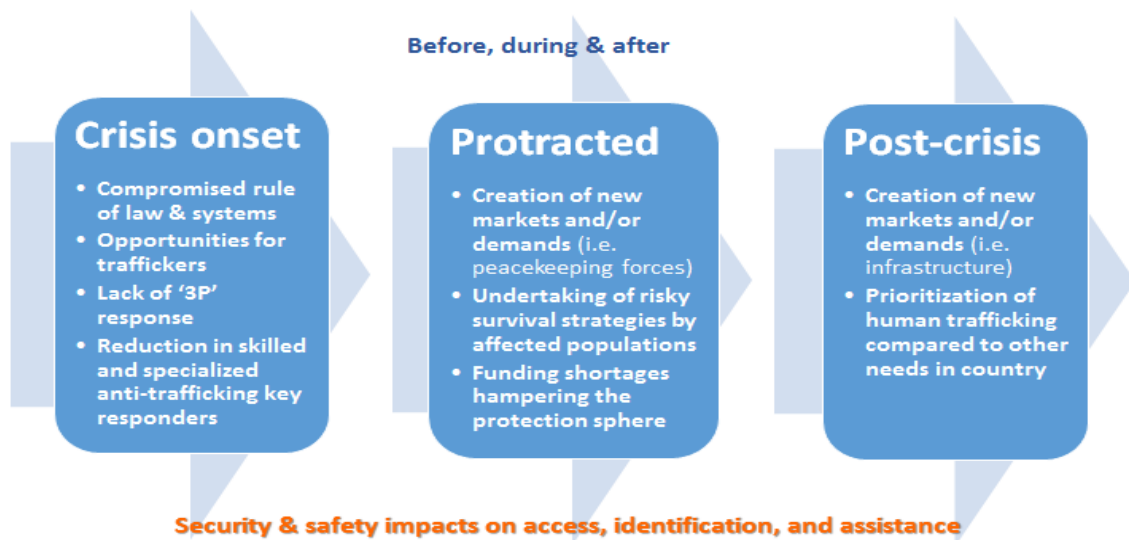 Before, during & after
Crisis onset
• Compromised rule
of law & systems
• Opportunities for
traffickers
• Lack of ‘3P’
response
• Reduction in skilled
and specialized
anti-trafficking key
responders
Protracted
• Creation of new
markets and/or
demands (i.e.
peacekeeping forces)
• Undertaking of risky
survival strategies by
affected populations
• Funding shortages
hampering the
protection sphere
Post-crisis
• Creation of new
markets and/or
demands (i.e.
infrastructure)
• Prioritization of
human trafficking
compared to other
needs in country
Security & safety impacts on access, identification, and assistance